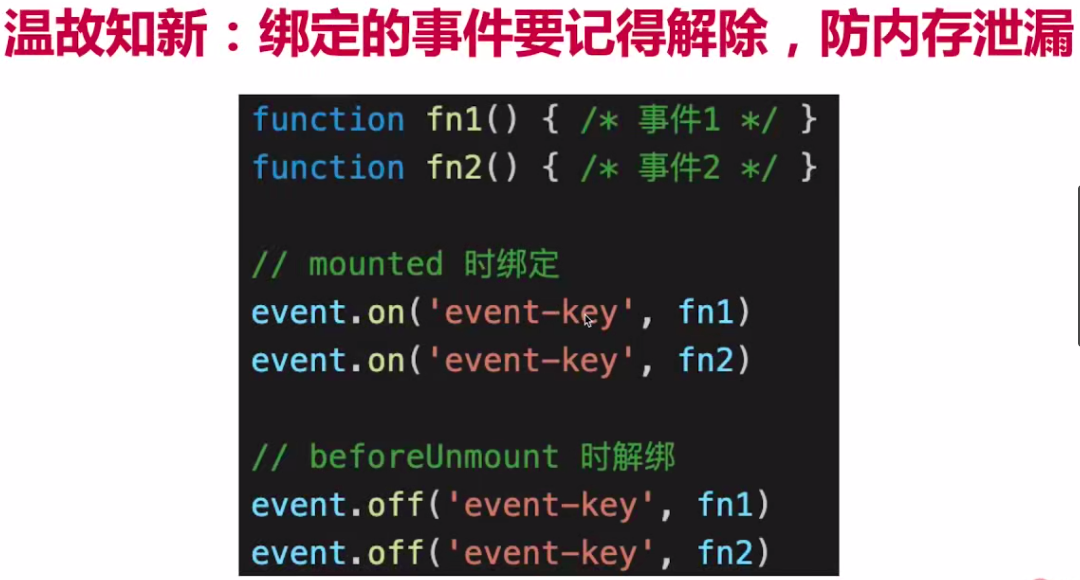 温故知新：绑定的事件要记得解除，防内存泄漏
function fn1() { /* 事件1 */ }
function fn2() { /* 事件2 */ }
// mounted 时绑定
event.on('event-key', fn1)
event.on('event-key', fn2)
// beforeUnmount 时解绑
event.off('event-key', fn1)
event.off('event-key', fn2)